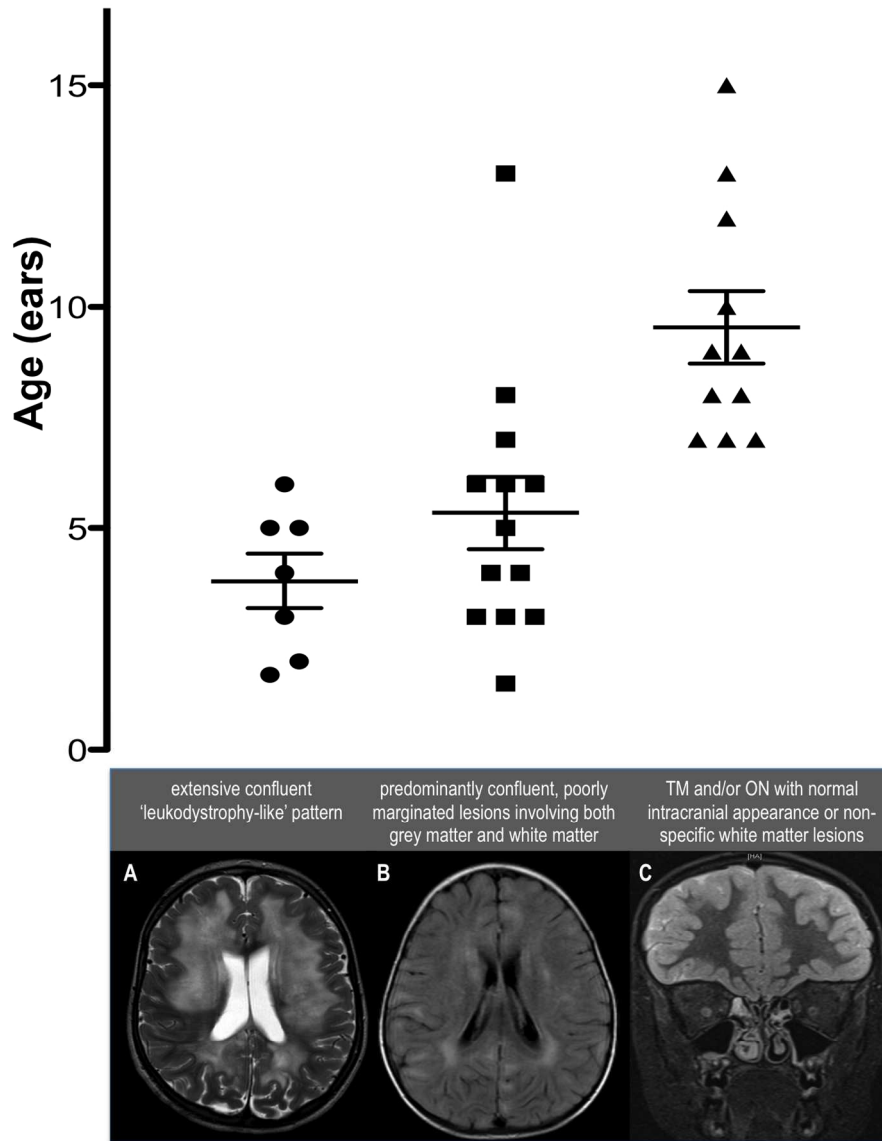 15
10
5
0
Age (ears)
extensive confluent
‘leukodystrophy-like’ pattern
predominantly confluent, poorly
marginated lesions involving both
grey matter and white matter
TM and/or ON with normal
intracranial appearance or non-
specific white matter lesions
A
B
C
[HA]